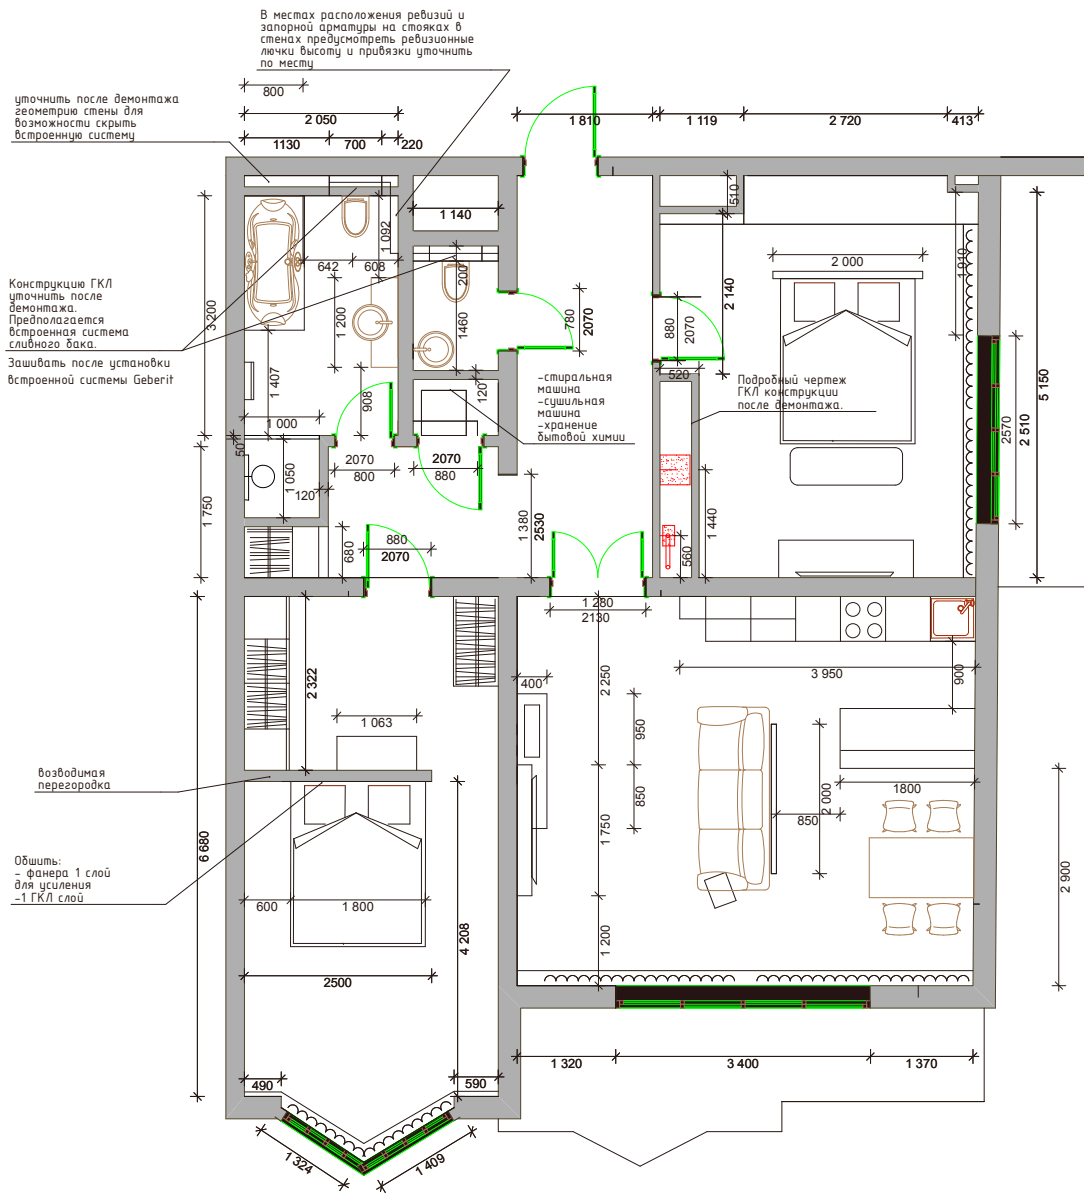 В местах расположения ревизий и
запорной арматуры на стояках в
стенах предусмотреть ревизионные
лючки высоту и привязки уточнить
по месту
уточнить после демонтажа
геометрию стены для
возможности скрыть
встроенную систему
800
2 050
1130
700
220
1 810
1 119
2 720
413
510
1 140
1 092
642
608
200
1 910
2 000
2 140
3 200
Конструкцию ГКЛ
уточнить после
демонтажа.
Предполагается
встроенная система
сливного бака.
Зашивать после установки
встроенной системы Geberit
1 200
1460
780
2070
880
2070
5 150
2570
2 510
1 407
908
120
520
-стиральная
машина
-сушильная
машина
-хранение
бытовой химии
Подробный чертеж
ГКЛ конструкции
после демонтажа.
1 000
50
1 050
120
2070
800
2070
880
1 750
680
880
2070
1 380
2530
1 440
560
1 280
2130
2 322
1 063
400
2 250
950
850
3 950
900
возводимая
перегородка
1800
2 000
850
1 750
6 680
Обшить:
- фанера 1 слой
для усиления
-1 ГКЛ слой
600
1 800
4 208
2500
1 200
2 900
490
590
1 320
3 400
1 370
1 324
1 409